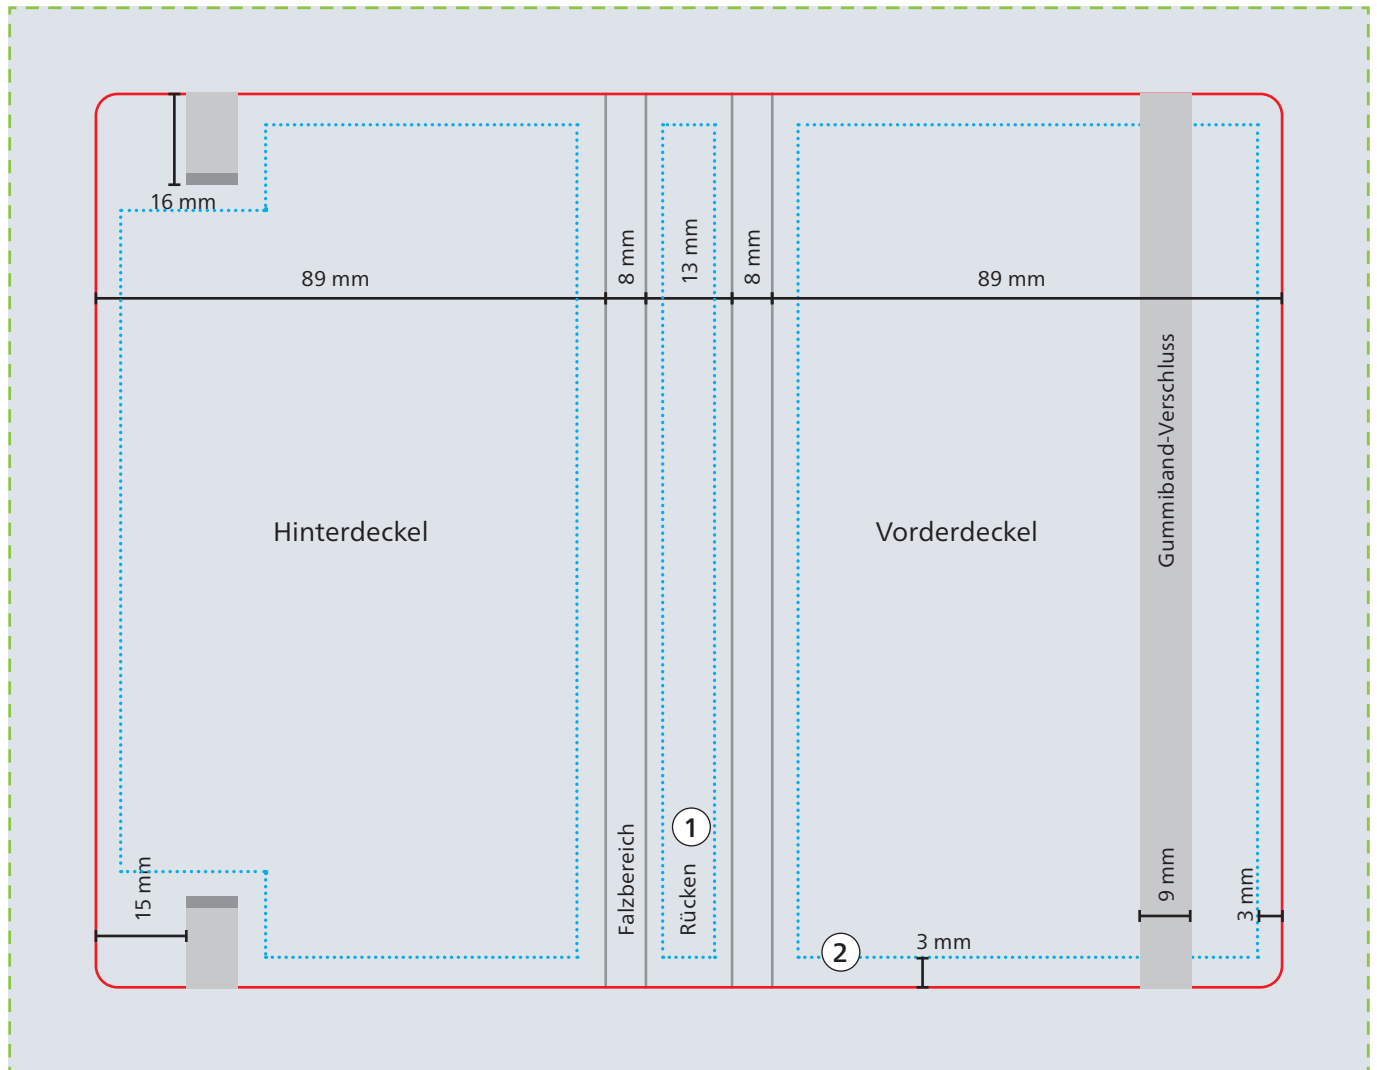 16 mm
89 mm
8 mm
13 mm
8 mm
89 mm
Gummiband-Verschluss
Hinterdeckel
Vorderdeckel
1
15 mm
Falzbereich
Rücken
9 mm
3 mm
2
3 mm